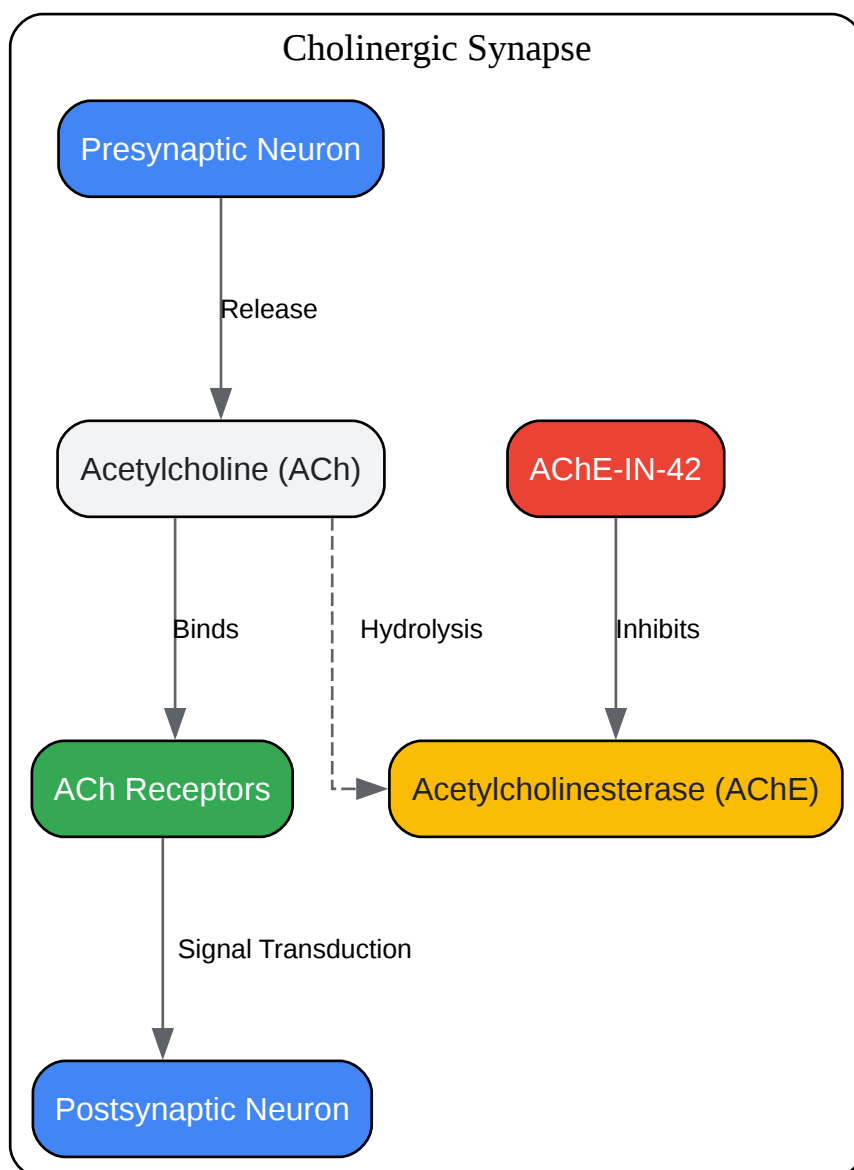 Cholinergic Synapse
Presynaptic Neuron
Release
Acetylcholine (ACh)
AChE-IN-42
Binds
Hydrolysis
Inhibits
ACh Receptors
Acetylcholinesterase (AChE)
Signal Transduction
Postsynaptic Neuron